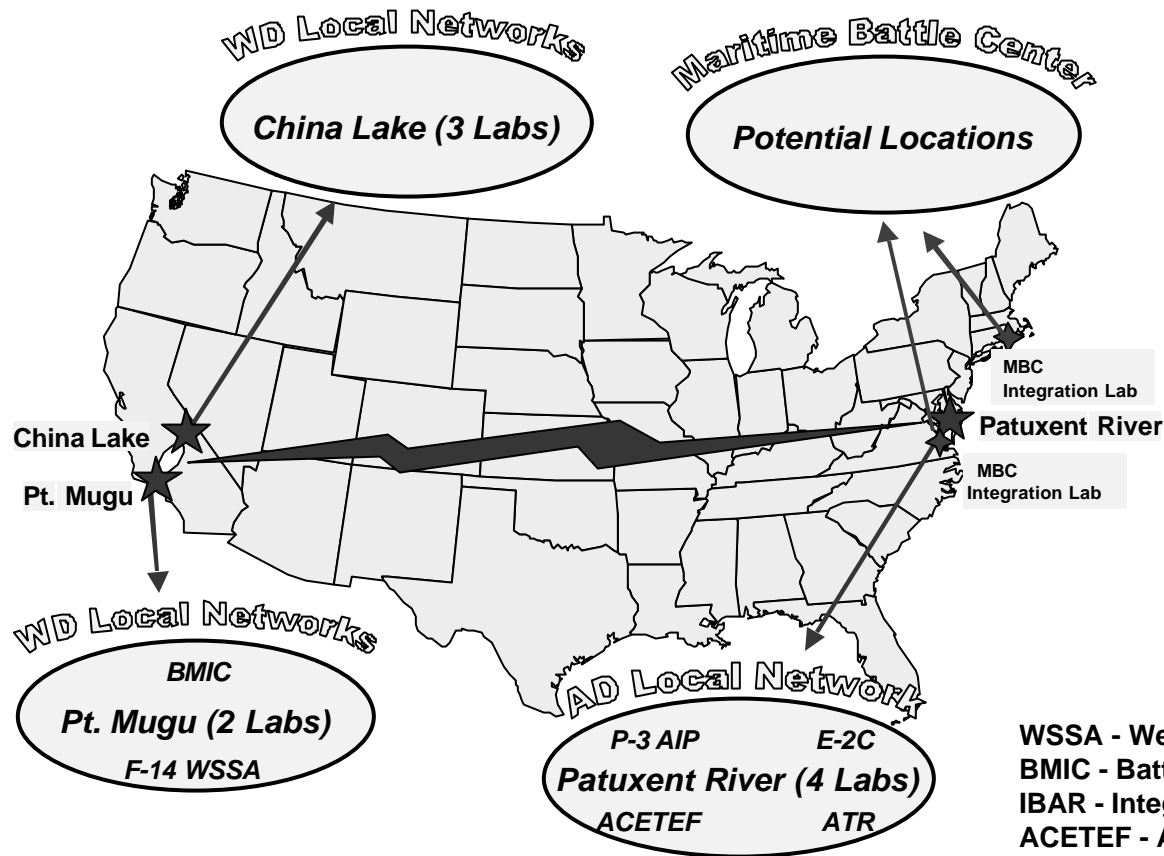 WD Local Networks
China Lake (3 Labs)
Maritime Battle Center
Potential Locations
MBC
Integration Lab
China Lake
Patuxent River
Pt. Mugu
MBC
Integration Lab
WD Local Networks
BMIC
Pt. Mugu (2 Labs)
F-14 WSSA
AD Local Network
P-3 AIP E-2C
Patuxent River (4 Labs)
ACETEF ATR
WSSA - We
BMIC - Batt
IBAR - Integ
ACETEF - A